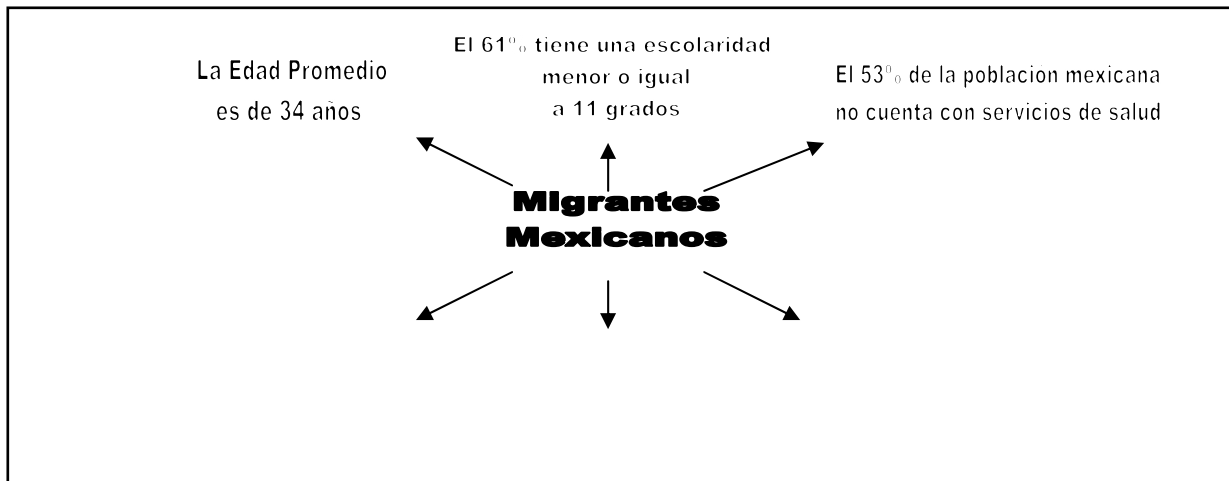 La Edad Promedio
es de 34 años
El 61% tiene una escolaridad
menor o igual
a 11 grados
El 53% de la población mexicana
no cuenta con servicios de salud
Migrantes
Mexicanos